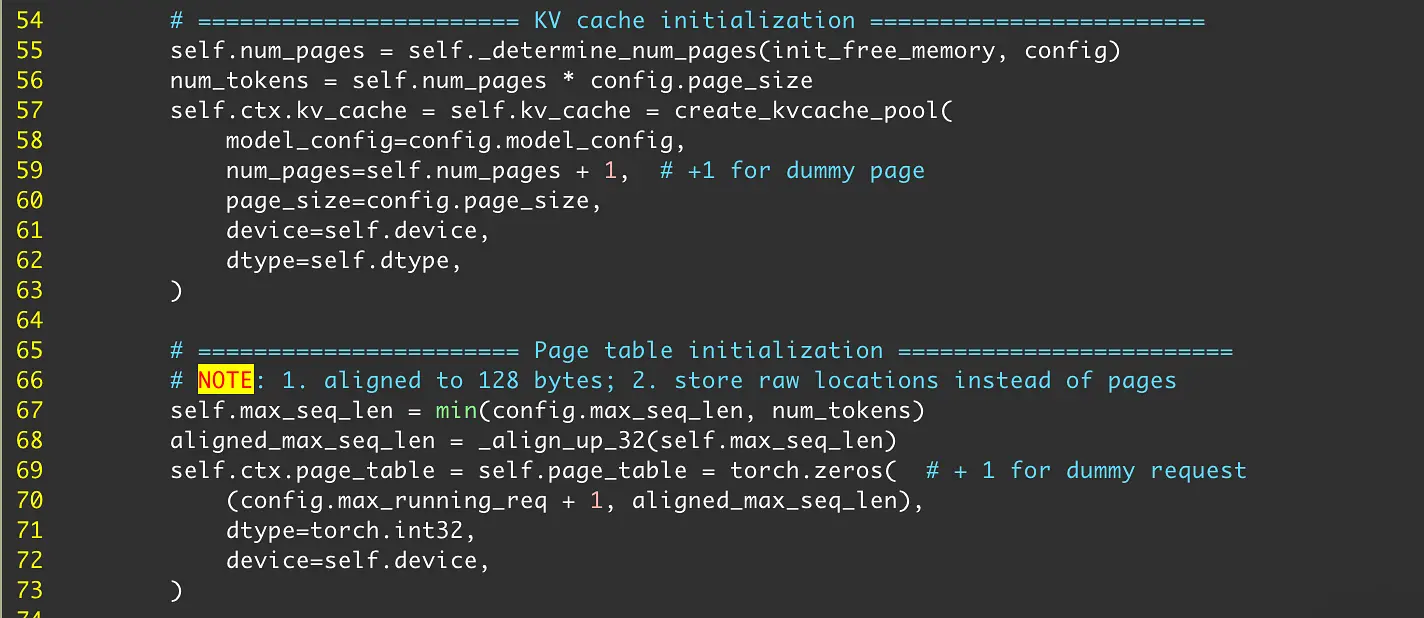 54 # ======================= KV cache initialization ========================
55 self.num_pages = self._determine_num_pages(init_free_memory, config)
56 num_tokens = self.num_pages * config.page_size
57 self.ctx.kv_cache = self.kv_cache = create_kvcache_pool(
58 model_config=config.model_config,
59 num_pages=self.num_pages + 1,  # +1 for dummy page
60 page_size=config.page_size,
61 device=self.device,
62 dtype=self.dtype,
63 )
64
65 # ======================= Page table initialization ========================
66 # NOTE: 1. aligned to 128 bytes; 2. store raw locations instead of pages
67 self.max_seq_len = min(config.max_seq_len, num_tokens)
68 aligned_max_seq_len = _align_up_32(self.max_seq_len)
69 self.ctx.page_table = self.page_table = torch.zeros(  # + 1 for dummy request
70 (config.max_running_req + 1, aligned_max_seq_len),
71 dtype=torch.int32,
72 device=self.device,
73 )
74